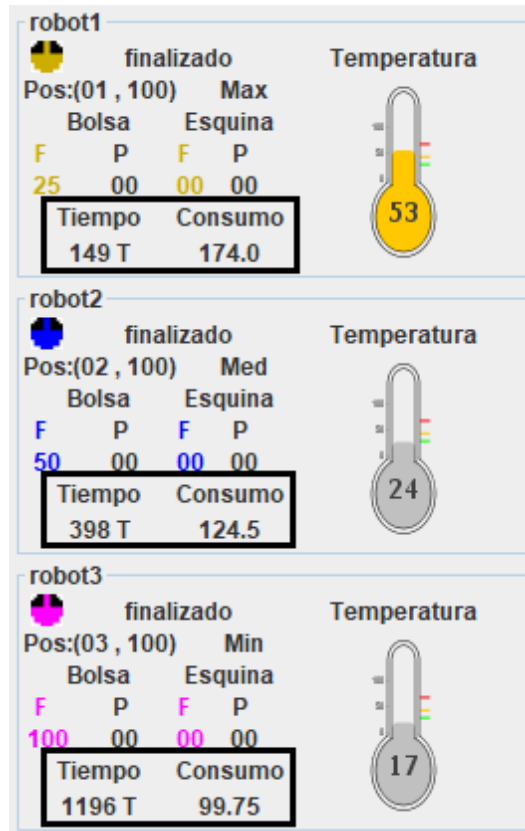 robot1
finalizado Temperatura
Pos:(01 , 100) Max
Bolsa Esquina
F P F P
25 00 00 00
Tiempo Consumo
149 T 174.0
53
robot2
finalizado Temperatura
Pos:(02 , 100) Med
Bolsa Esquina
F P F P
50 00 00 00
Tiempo Consumo
398 T 124.5
24
robot3
finalizado Temperatura
Pos:(03 , 100) Min
Bolsa Esquina
F P F P
100 00 00 00
Tiempo Consumo
1196 T 99.75
17